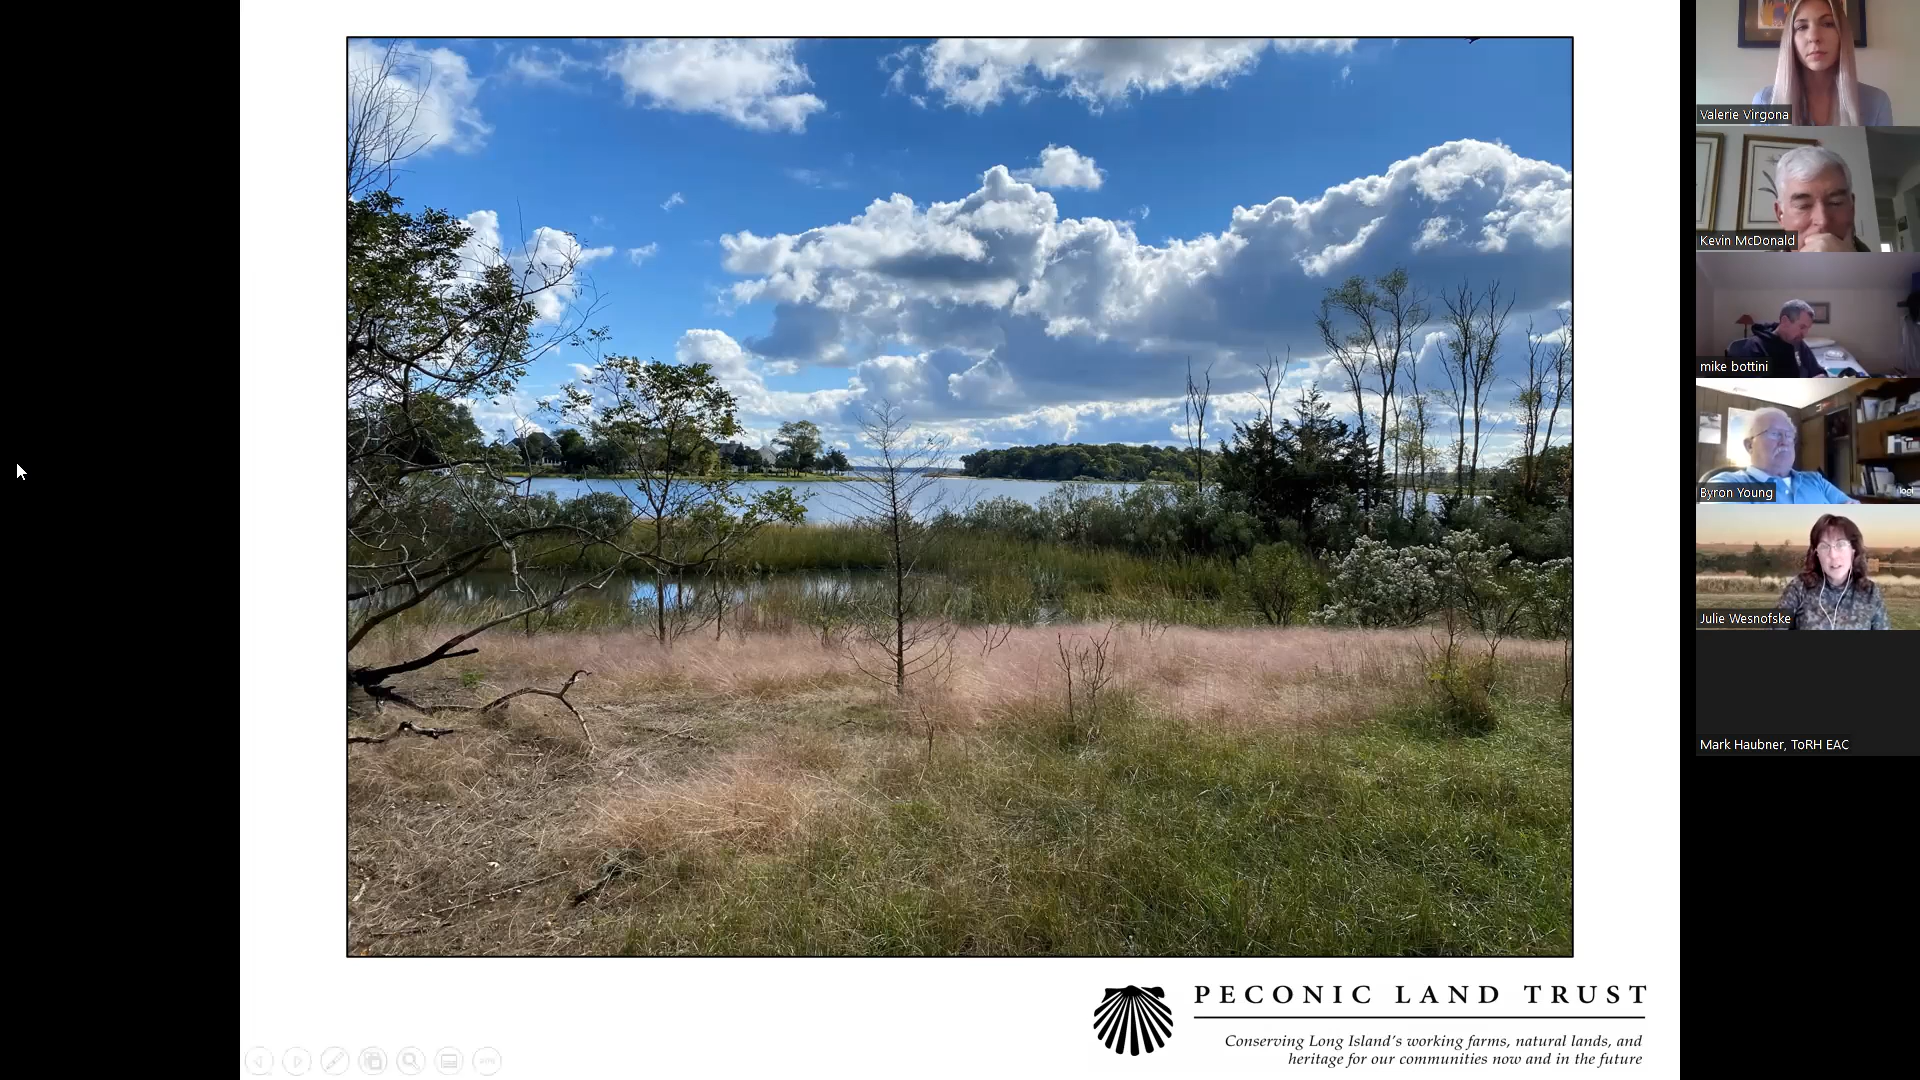 Valerie Virgona
Kevin McDonald
mike bottini
Byron Young
Julie Wesnofske
Mark Haubner, ToRH EAC
PECONIC LAND TRUST
Conserving Long Island's working farms, natural lands, and
heritage for our communities now and in the future